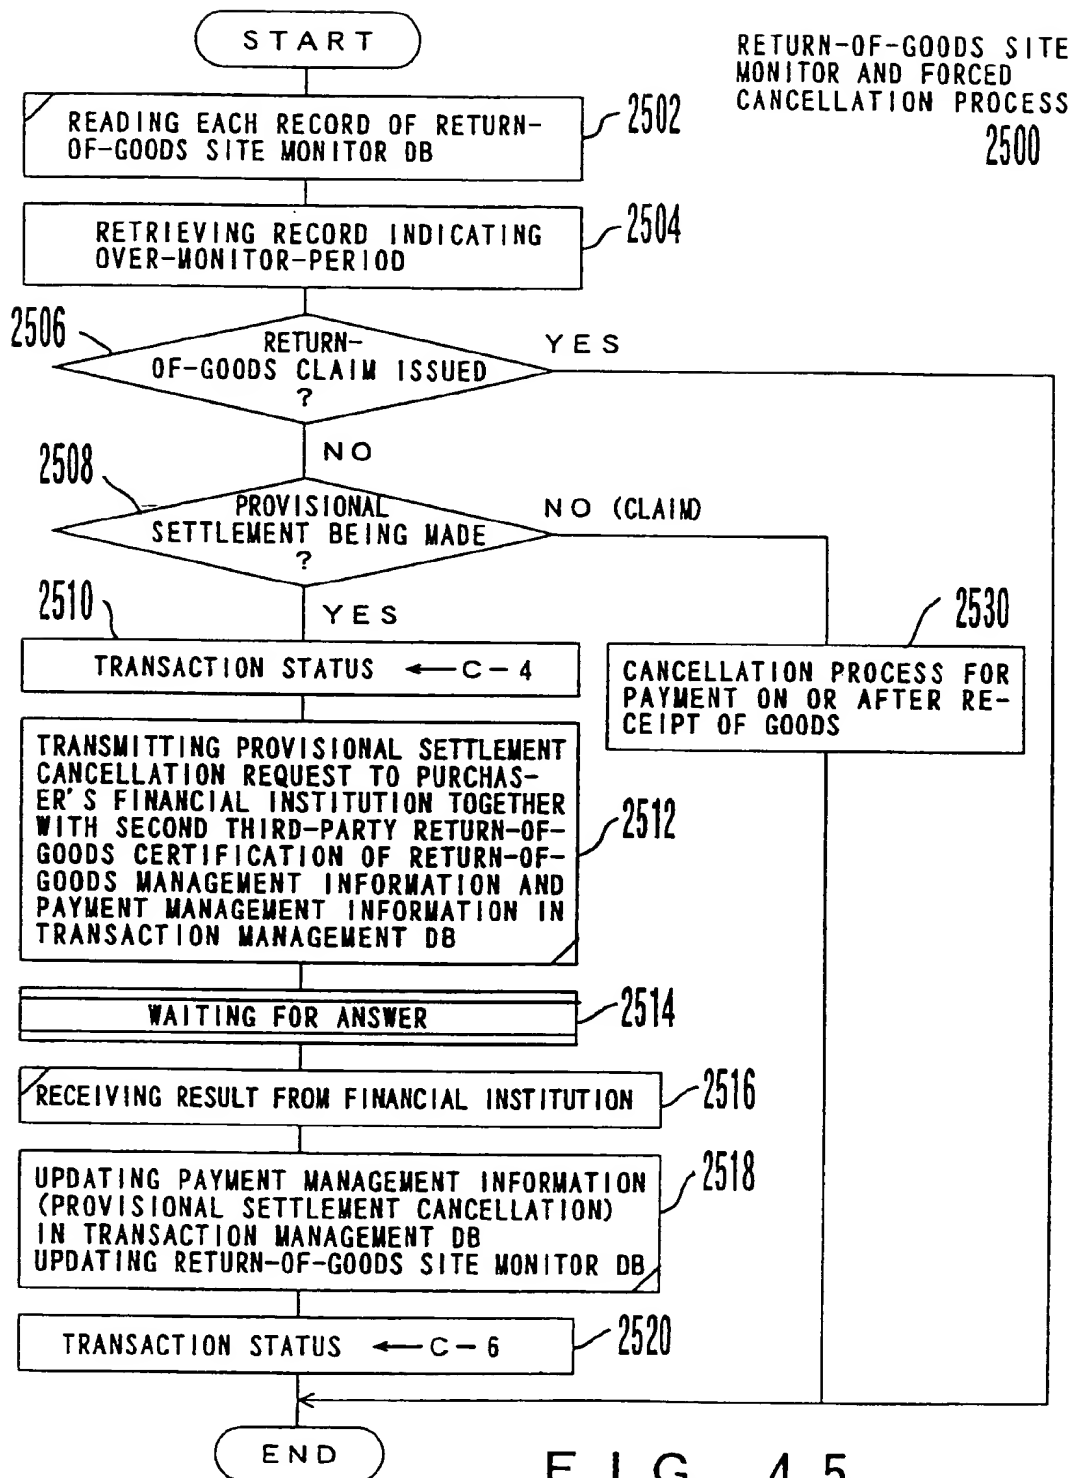 START
RETURN-OF-GOODS SITE
MONITOR AND FORCED
CANCELLATION PROCESS
2500
READING EACH RECORD OF RETURN-
OF-GOODS SITE MONITOR DB
2502
RETRIEVING RECORD INDICATING
OVER-MONITOR-PERIOD
2504
2506
RETURN-
OF-GOODS CLAIM ISSUED
?
YES
NO
2508
PROVISIONAL
SETTLEMENT BEING MADE
?
NO (CLAIM)
YES
2510
TRANSACTION STATUS ← C-4
2530
CANCELLATION PROCESS FOR
PAYMENT ON OR AFTER RE-
CEIPT OF GOODS
TRANSMITTING PROVISIONAL SETTLEMENT
CANCELLATION REQUEST TO PURCHAS-
ER'S FINANCIAL INSTITUTION TOGETHER
WITH SECOND THIRD-PARTY RETURN-OF-
GOODS CERTIFICATION OF RETURN-OF-
GOODS MANAGEMENT INFORMATION AND
PAYMENT MANAGEMENT INFORMATION IN
TRANSACTION MANAGEMENT DB
2512
WAITING FOR ANSWER
2514
RECEIVING RESULT FROM FINANCIAL INSTITUTION
2516
UPDATING PAYMENT MANAGEMENT INFORMATION
(PROVISIONAL SETTLEMENT CANCELLATION)
IN TRANSACTION MANAGEMENT DB
UPDATING RETURN-OF-GOODS SITE MONITOR DB
2518
TRANSACTION STATUS ← C-6
2520
END
FIG. 45